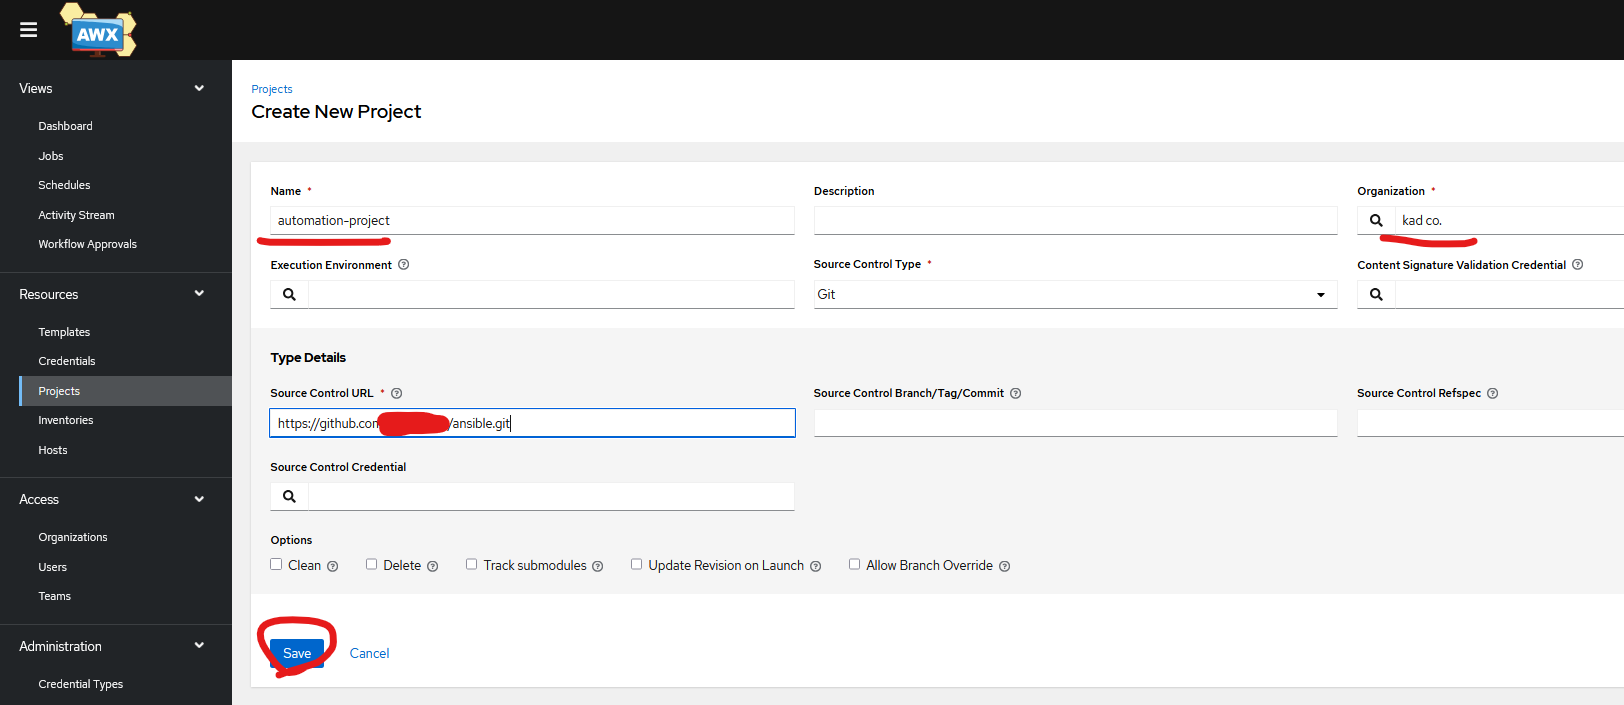 AWX
Views
Dashboard
Jobs
Schedules
Activity Stream
Workflow Approvals
Resources
Templates
Credentials
Projects
Inventories
Hosts
Access
Organizations
Users
Teams
Administration
Credential Types
Projects
Create New Project
Name * Description Organization *
automation-project kad co.
Execution Environment Source Control Type * Content Signature Validation Credential
Git
Type Details
Source Control URL * Source Control Branch/Tag/Commit Source Control Refspec
https://github.com /ansible.git
Source Control Credential
Options
Clean Delete Track submodules Update Revision on Launch Allow Branch Override
Save Cancel